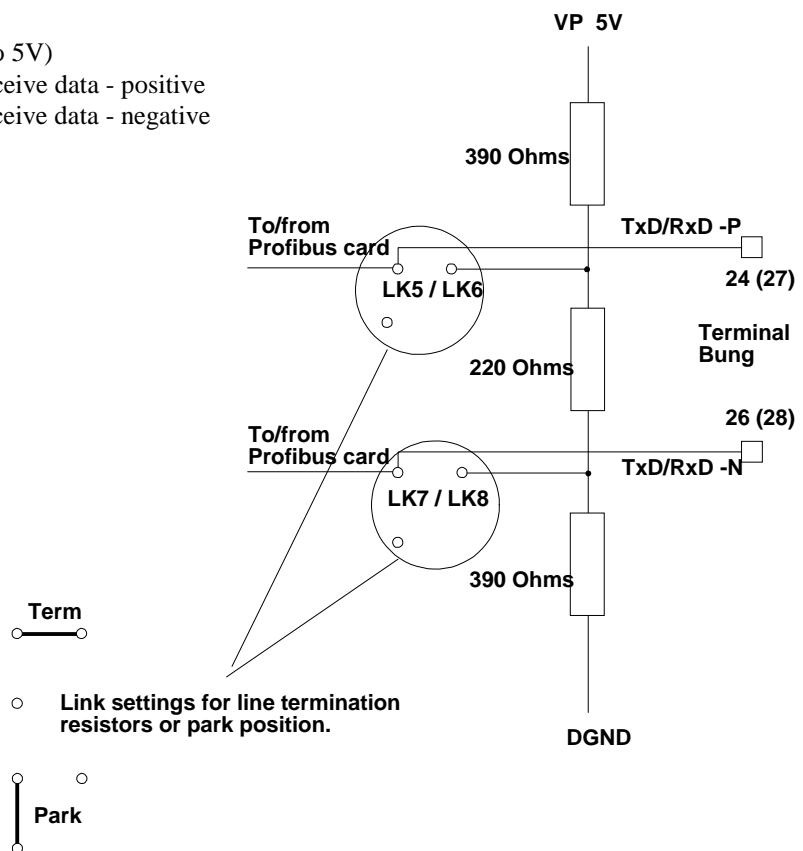 VP 5V
o 5V)
ceive data - positive
ceive data - negative
390 Ohms
To/from
Profibus card
TxD/RxD -P
LK5 / LK6
24 (27)
Terminal
Bung
220 Ohms
26 (28)
To/from
Profibus card
TxD/RxD -N
LK7 / LK8
390 Ohms
Term
Link settings for line termination
resistors or park position.
DGND
Park